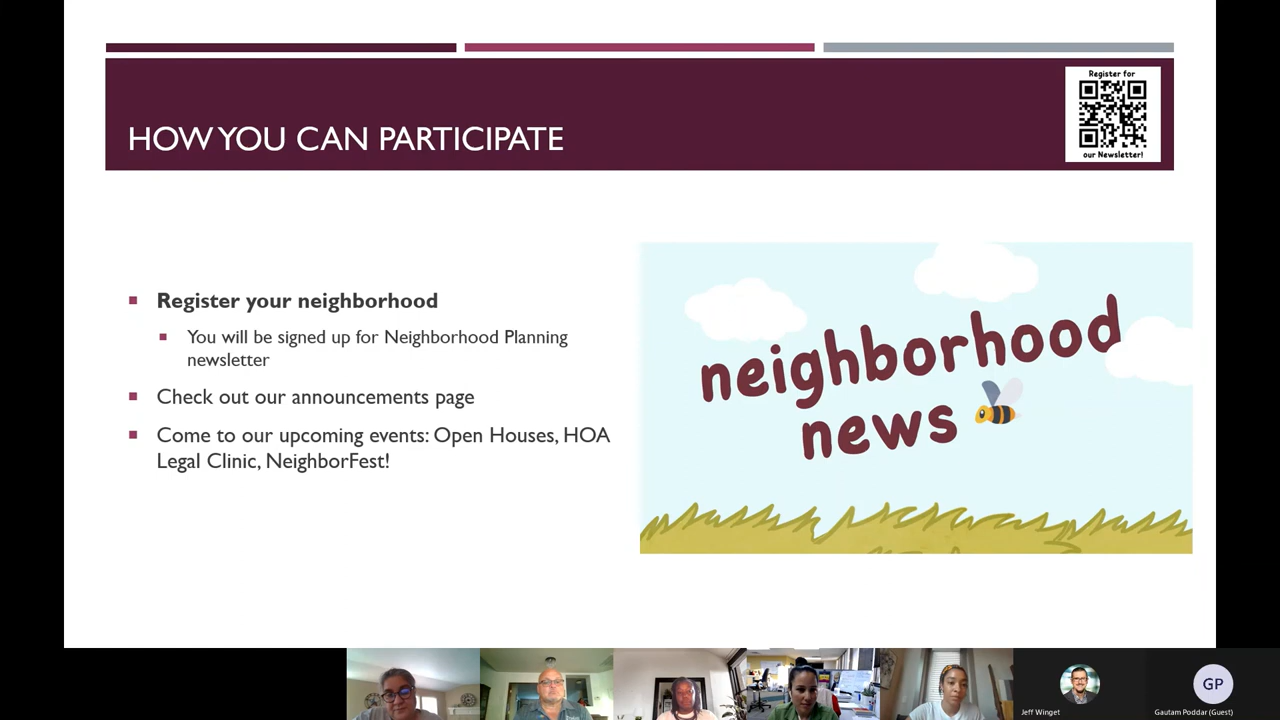 Register for
our Newsletter!
HOW YOU CAN PARTICIPATE
Register your neighborhood
You will be signed up for Neighborhood Planning
newsletter
Check out our announcements page
Come to our upcoming events: Open Houses, HOA
Legal Clinic, NeighborFest!
neighborhood
news
Jeff Winget
GP
Gautam Poddar (Guest)